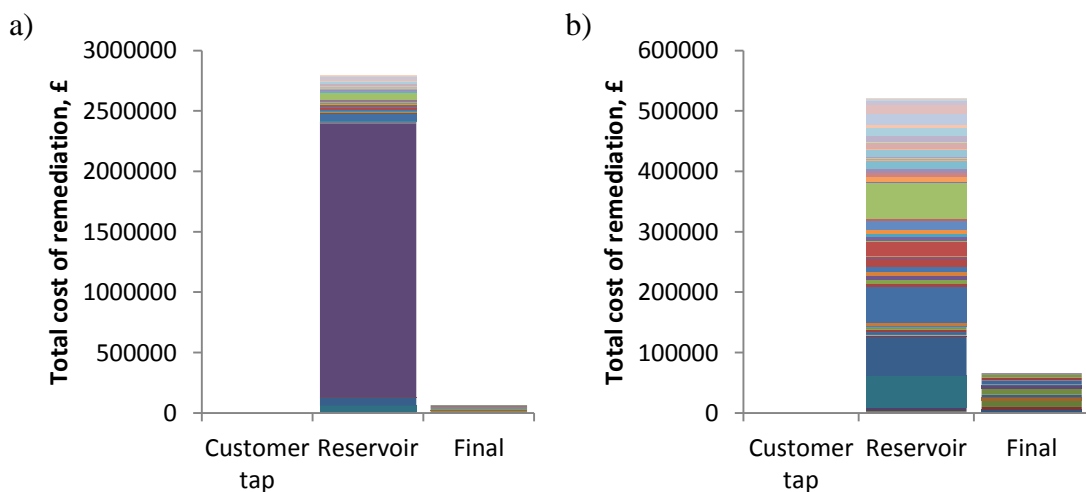 a)
Total cost of remediation, £
3000000
2500000
2000000
1500000
1000000
500000
0
Customer tap
Reservoir
Final
b)
Total cost of remediation, £
600000
500000
400000
300000
200000
100000
0
Customer tap
Reservoir
Final